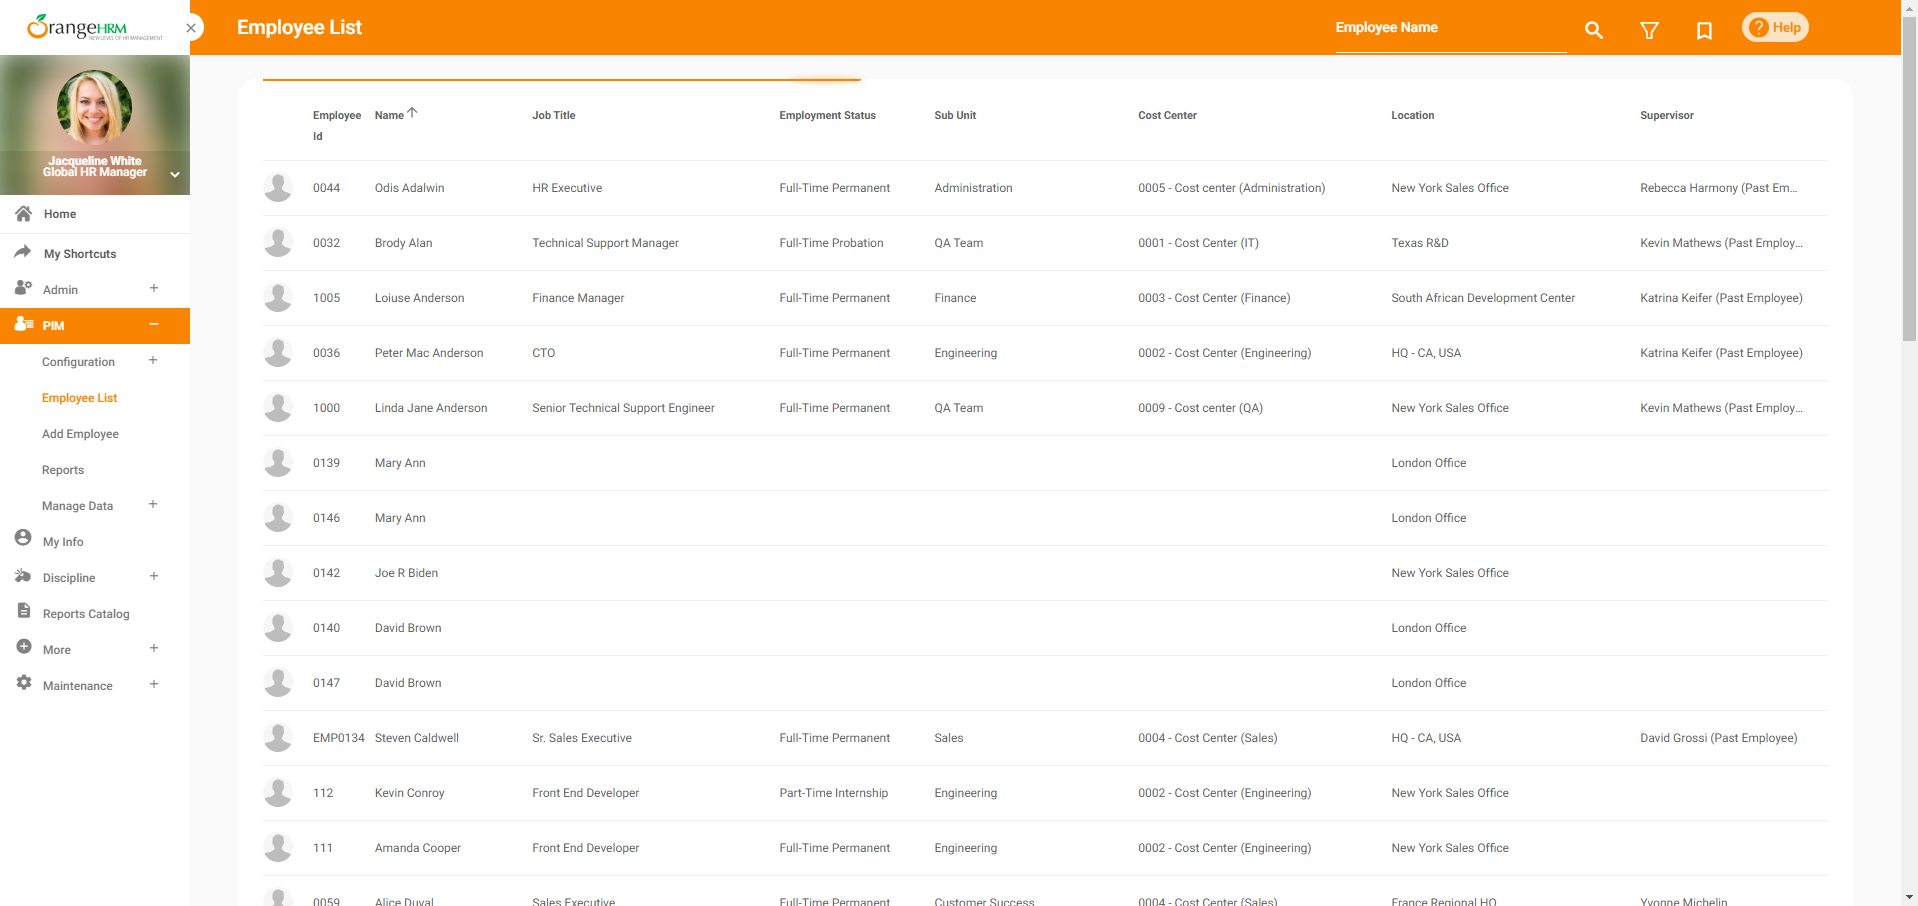 OrangeHRM
NEW LEVEL OF HR MANAGEMENT
Employee List
Employee Name
Help
Jacqueline White
Global HR Manager
Home
My Shortcuts
Admin
PIM
Configuration
Employee List
Add Employee
Reports
Manage Data
My Info
Discipline
Reports Catalog
More
Maintenance
Employee Id Name Job Title Employment Status Sub Unit Cost Center Location Supervisor
0044 Odis Adalwin HR Executive Full-Time Permanent Administration 0005 - Cost center (Administration) New York Sales Office Rebecca Harmony (Past Em...
0032 Brody Alan Technical Support Manager Full-Time Probation QA Team 0001 - Cost Center (IT) Texas R&D Kevin Mathews (Past Employ...
1005 Loiuse Anderson Finance Manager Full-Time Permanent Finance 0003 - Cost Center (Finance) South African Development Center Katrina Keifer (Past Employee)
0036 Peter Mac Anderson CTO Full-Time Permanent Engineering 0002 - Cost Center (Engineering) HQ - CA, USA Katrina Keifer (Past Employee)
1000 Linda Jane Anderson Senior Technical Support Engineer Full-Time Permanent QA Team 0009 - Cost center (QA) New York Sales Office Kevin Mathews (Past Employ...
0139 Mary Ann London Office
0146 Mary Ann London Office
0142 Joe R Biden New York Sales Office
0140 David Brown London Office
0147 David Brown London Office
EMP0134 Steven Caldwell Sr. Sales Executive Full-Time Permanent Sales 0004 - Cost Center (Sales) HQ - CA, USA David Grossi (Past Employee)
112 Kevin Conroy Front End Developer Part-Time Internship Engineering 0002 - Cost Center (Engineering) New York Sales Office
111 Amanda Cooper Front End Developer Full-Time Permanent Engineering 0002 - Cost Center (Engineering) New York Sales Office
0059 Alice Duval Sales Executive Full-Time Permanent Customer Success 0004 - Cost Center (Sales) France Regional HQ Yvonne Michelin